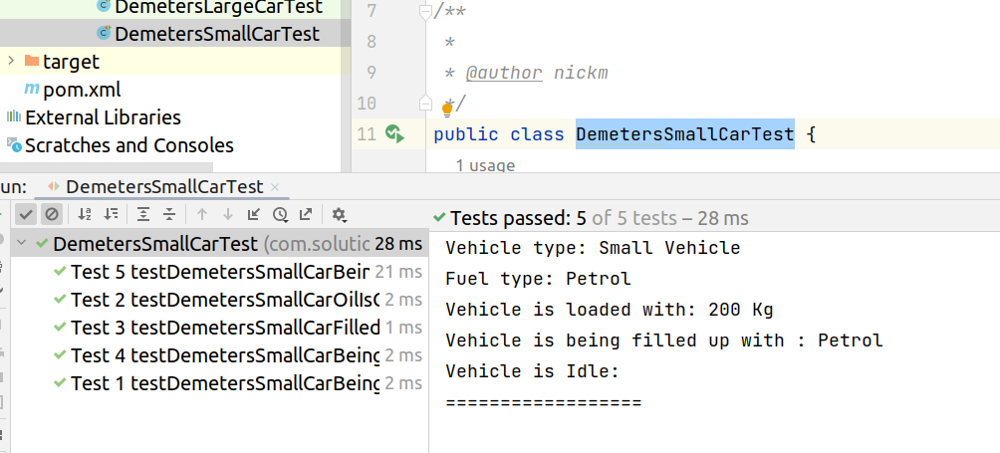 DemetersLargeCarTest
DemetersSmallCarTest
target
pom.xml
External Libraries
Scratches and Consoles
7 /**
8 *
9 * @author nickm
10 */
11 public class DemetersSmallCarTest {
1 usage
un: DemetersSmallCarTest ×
Tests passed: 5 of 5 tests – 28 ms
DemetersSmallCarTest (com.solutic 28 ms
Test 5 testDemetersSmallCarBein 21 ms
Test 2 testDemetersSmallCarOilIsC 2 ms
Test 3 testDemetersSmallCarFilled 1 ms
Test 4 testDemetersSmallCarBeing 2 ms
Test 1 testDemetersSmallCarBeing 2 ms
Vehicle type: Small Vehicle
Fuel type: Petrol
Vehicle is loaded with: 200 Kg
Vehicle is being filled up with : Petrol
Vehicle is Idle:
==================